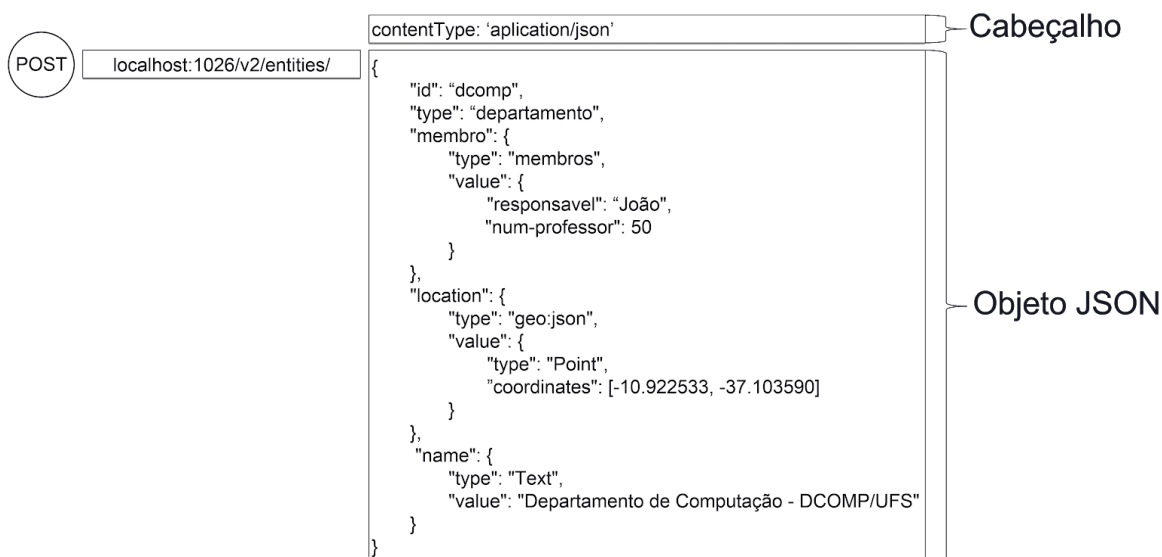 contentType: ‘aplication/json’
Cabeçalho
POST
localhost:1026/v2/entities/
{
"id": “dcomp",
"type": “departamento",
"membro": {
"type": "membros",
"value": {
"responsavel": “João",
"num-professor": 50
}
},
"location": {
"type": "geo:json",
"value": {
"type": "Point",
”coordinates": [-10.922533, -37.103590]
}
},
"name": {
"type": "Text",
"value": "Departamento de Computação - DCOMP/UFS"
}
}
Objeto JSON